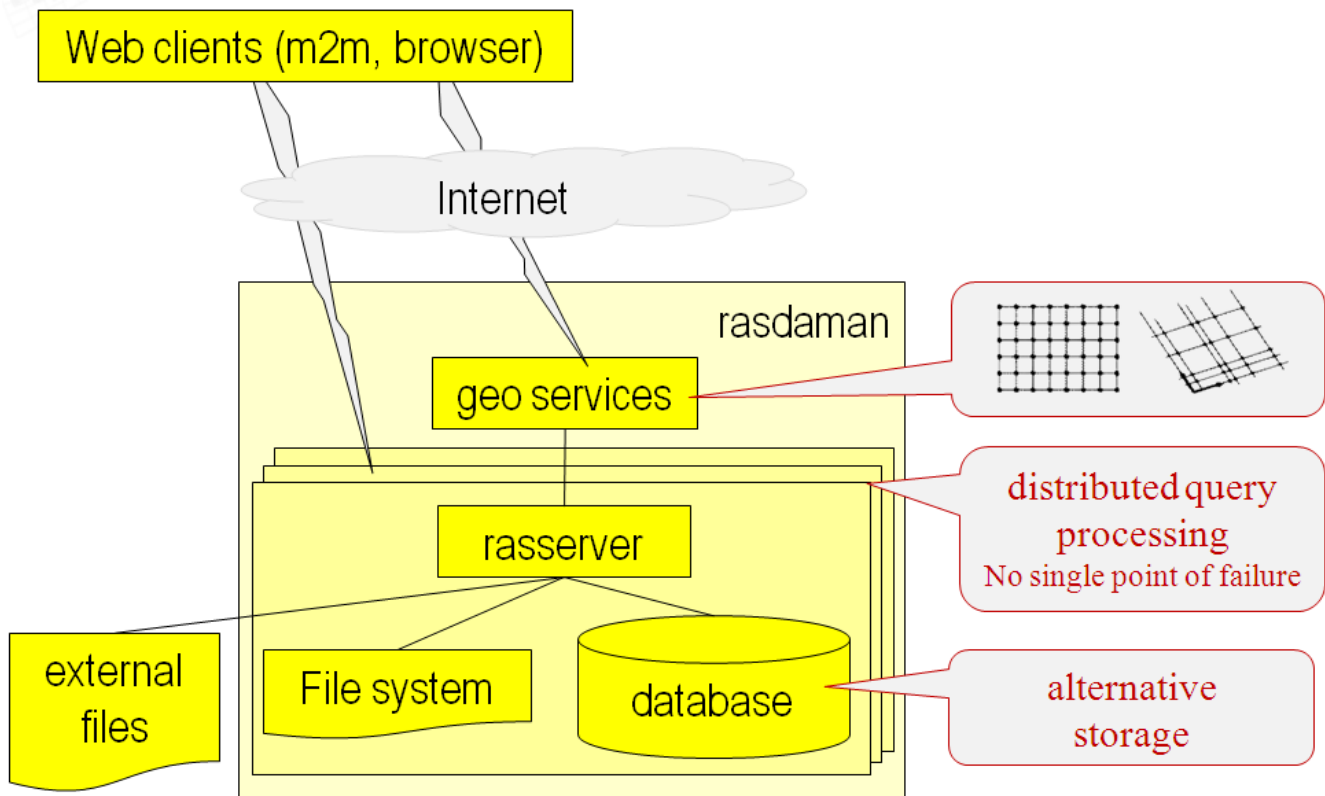 Web clients (m2m, browser)
Internet
rasdaman
geo services
distributed query
processing
No single point of failure
rasserver
external
files
File system
database
alternative
storage